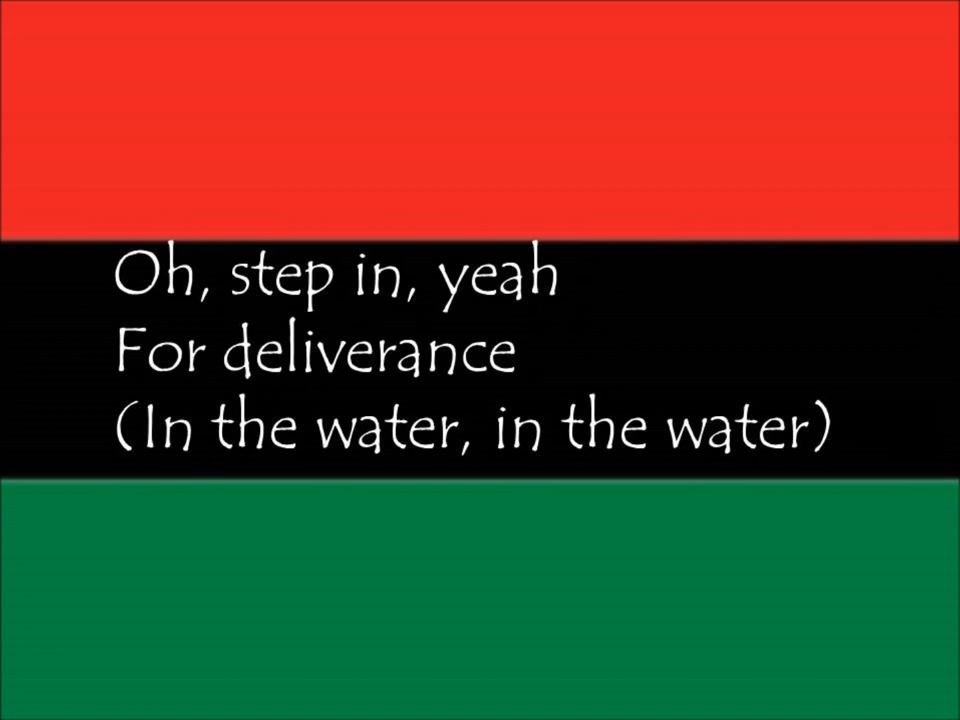 Oh, step in, yeah
For deliverance
(In the water, in the water)